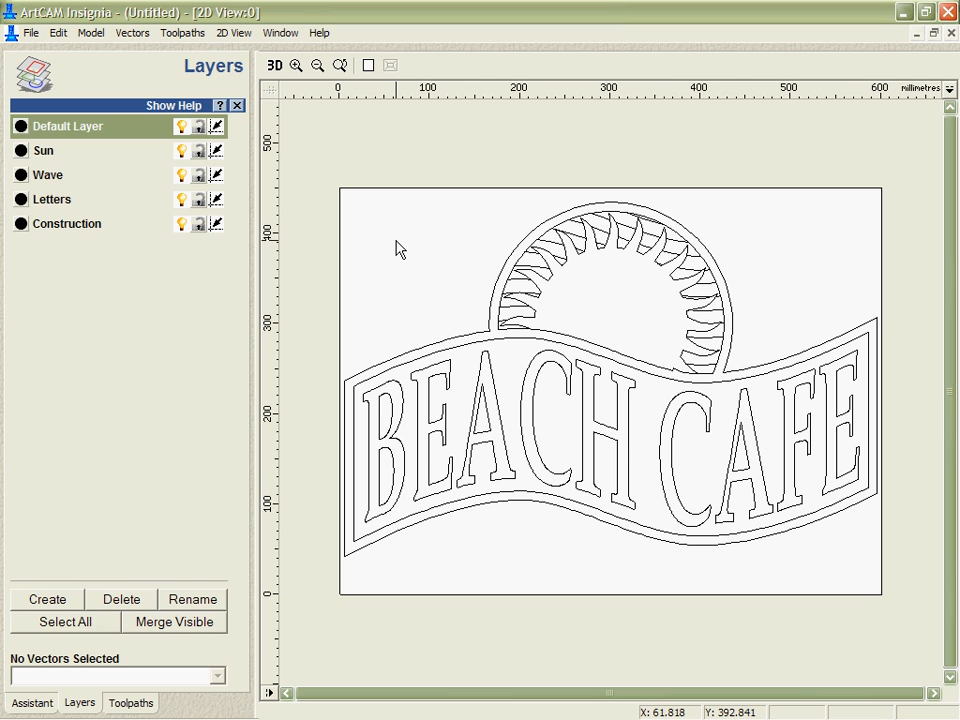 ArtCAM Insignia - (Untitled) - [2D View:0]
File Edit Model Vectors Toolpaths 2D View Window Help
Layers
3D
Show Help ? X
0 100 200 300 400 500 600 millimetres
Default Layer
Sun
Wave
Letters
Construction
500
400
300
200
100
0
BEACH CAFE
Create Delete Rename
Select All Merge Visible
No Vectors Selected
Assistant Layers Toolpaths
X: 61.818 Y: 392.841